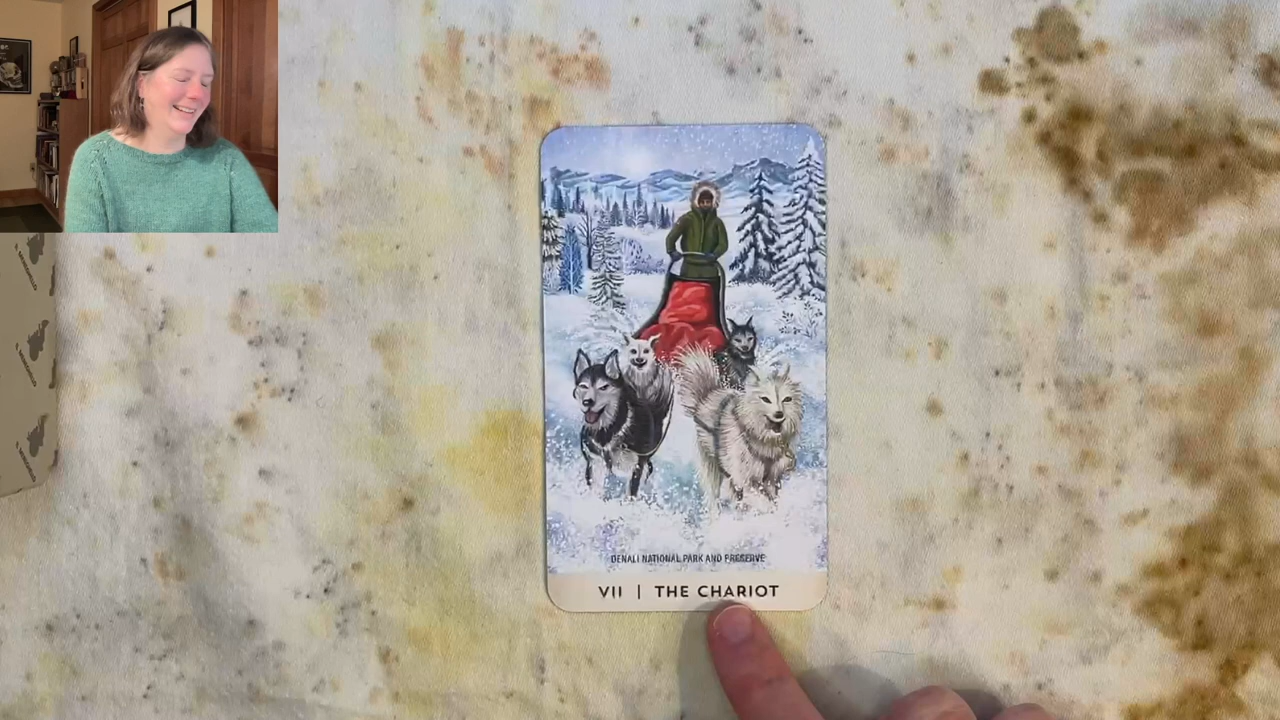 DENALI NATIONAL PARK AND PRESERVE
VII | THE CHARIOT